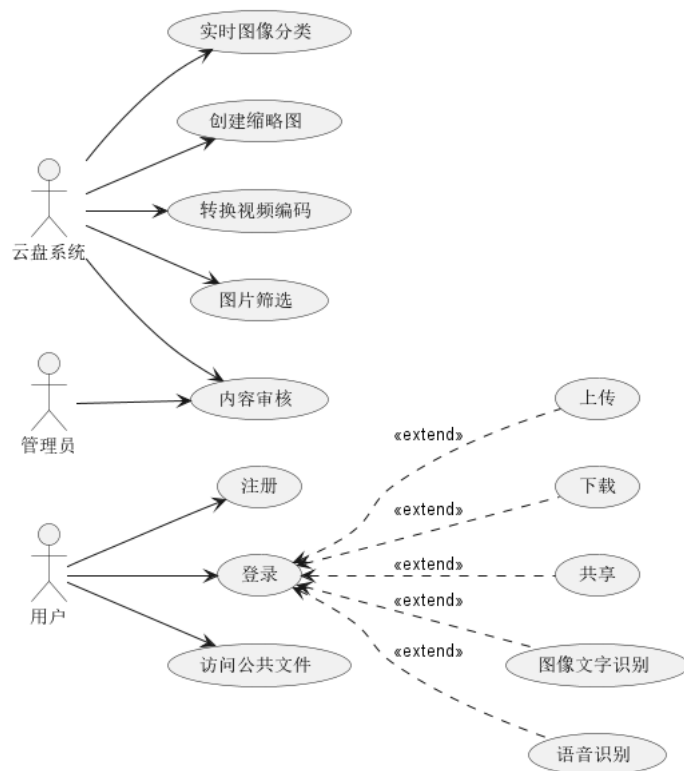 实时图像分类
创建缩略图
转换视频编码
云盘系统
图片筛选
内容审核
管理员
上传
«extend»
注册
下载
«extend»
«extend»
登录
共享
«extend»
用户
访问公共文件
«extend»
图像文字识别
语音识别